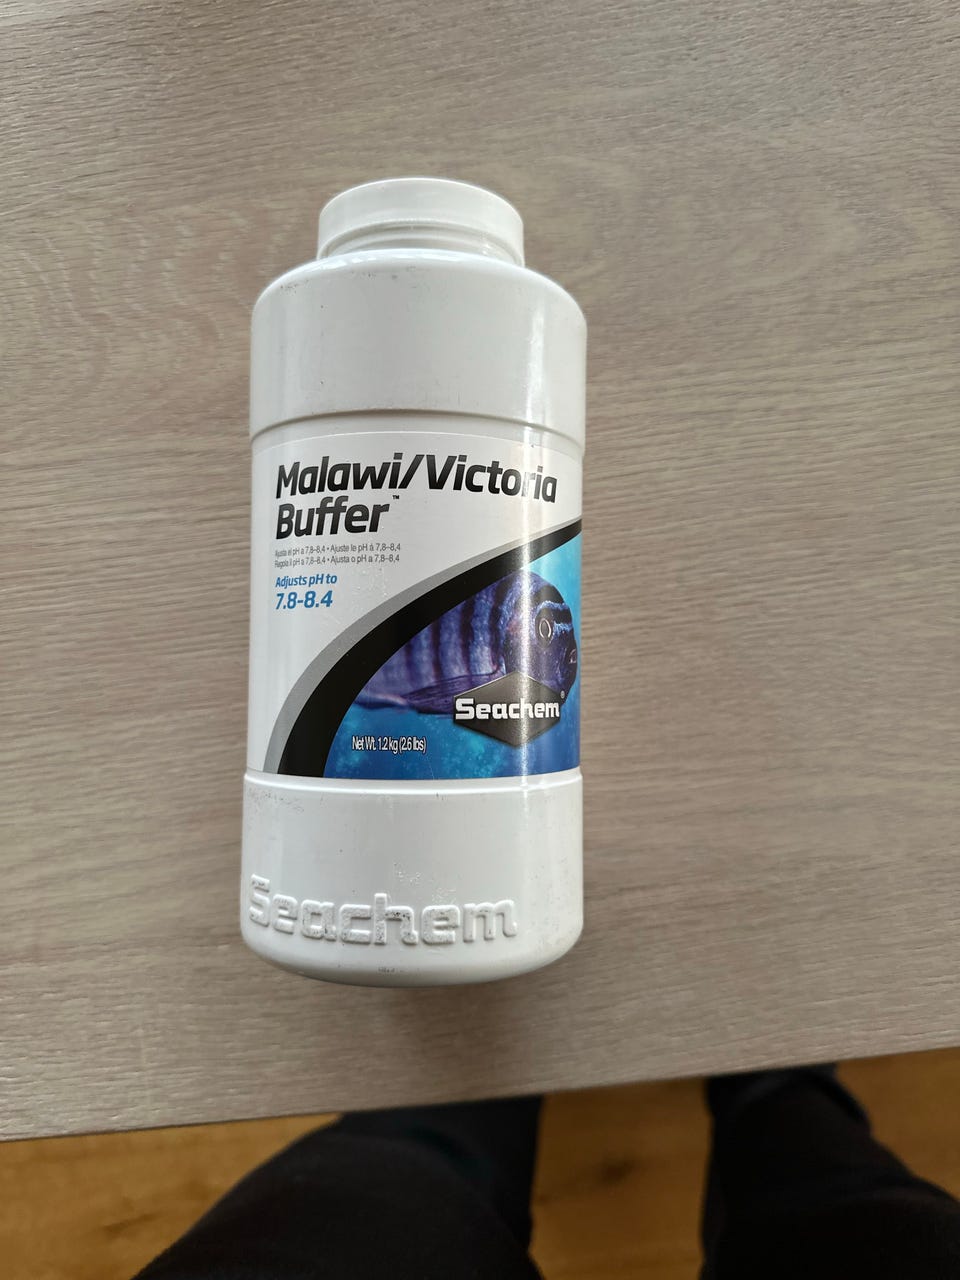 Malawi/Victoria
Buffer™
Ajusta el pH a 7,8–8,4 • Ajuste le pH à 7,8–8,4
Regola il pH a 7,8–8,4 • Ajusta o pH a 7,8–8,4
Adjusts pH to
7.8-8.4
Seachem®
Net Wt. 1.2 kg (2.6 lbs)
Seachem